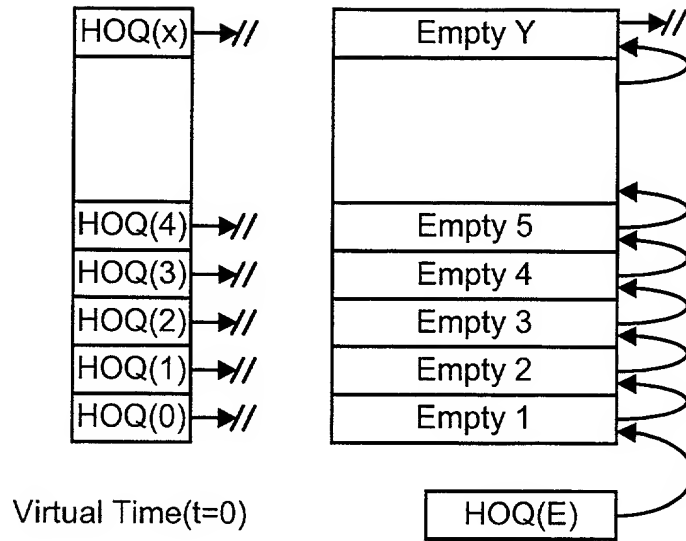 HOQ(x)
Empty Y
HOQ(4)
Empty 5
HOQ(3)
Empty 4
HOQ(2)
Empty 3
HOQ(1)
Empty 2
HOQ(0)
Empty 1
Virtual Time(t=0)
HOQ(E)